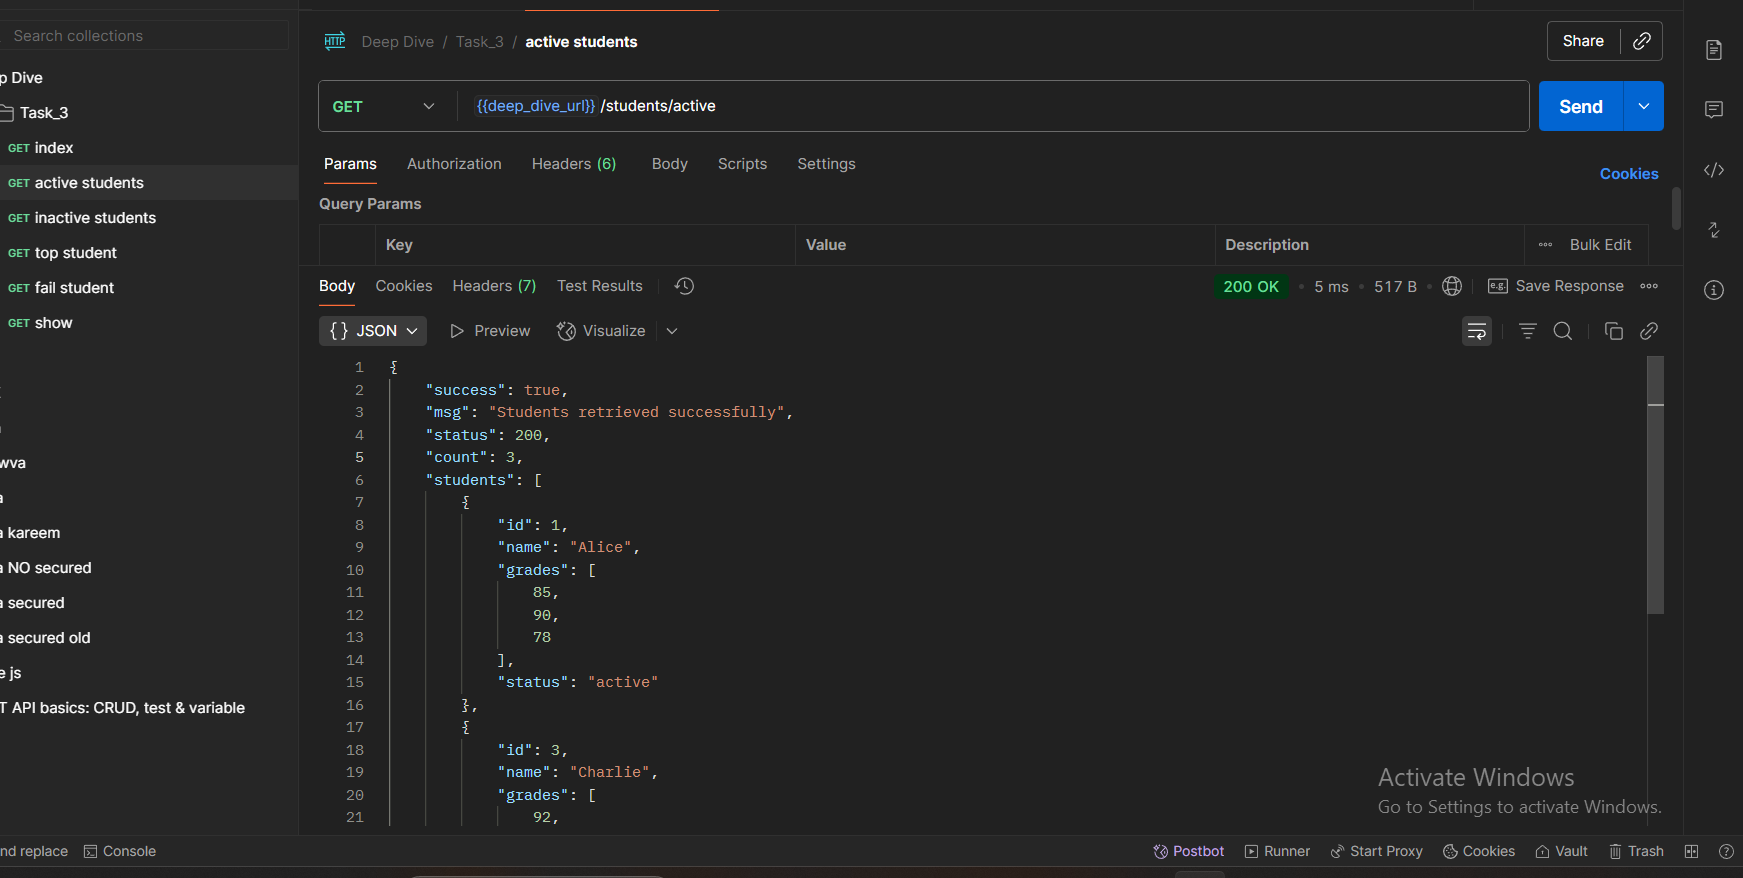 Search collections
p Dive
Task_3
GET index
GET active students
GET inactive students
GET top student
GET fail student
GET show
wva
a
a kareem
a NO secured
a secured
a secured old
e js
T API basics: CRUD, test & variable
HTTP Deep Dive / Task_3 / active students
Share
GET {{deep_dive_url}} /students/active
Send
Params Authorization Headers (6) Body Scripts Settings
Cookies
Query Params
Key Value Description Bulk Edit
Body Cookies Headers (7) Test Results
200 OK • 5 ms • 517 B • e.g. Save Response
{} JSON Preview Visualize
1 {
2 "success": true,
3 "msg": "Students retrieved successfully",
4 "status": 200,
5 "count": 3,
6 "students": [
7 {
8 "id": 1,
9 "name": "Alice",
10 "grades": [
11 85,
12 90,
13 78
14 ],
15 "status": "active"
16 },
17 {
18 "id": 3,
19 "name": "Charlie",
20 "grades": [
21 92,
Activate Windows
Go to Settings to activate Windows.
nd replace Console
Postbot Runner Start Proxy Cookies Vault Trash